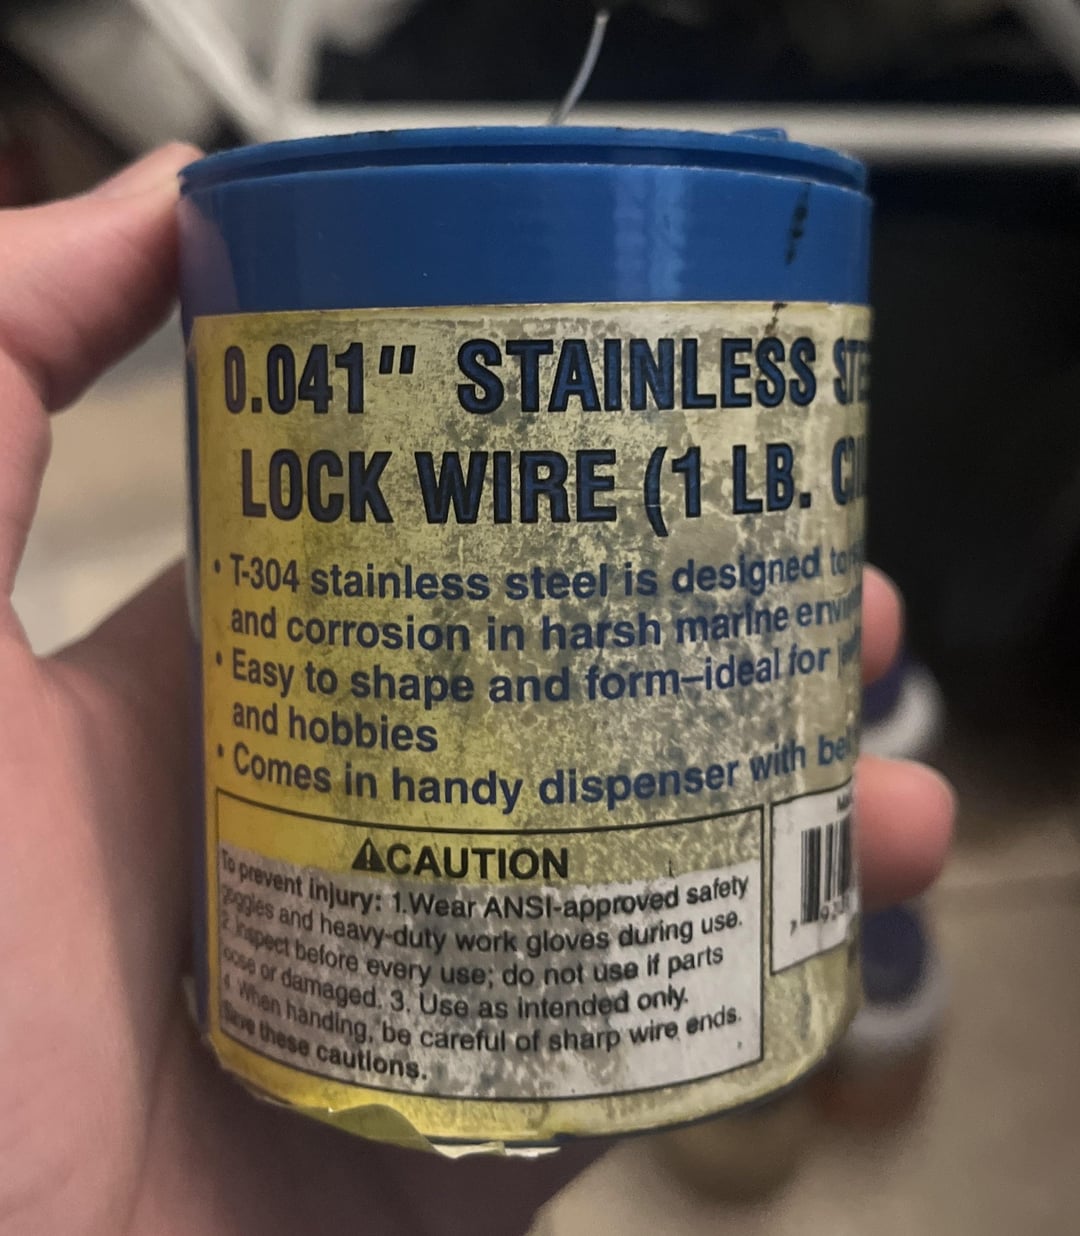 0.041" STAINLESS
LOCK WIRE (1 LB.
• T-304 stainless steel is designed to
and corrosion in harsh marine
• Easy to shape and form–ideal for
and hobbies
• Comes in handy dispenser with
⚠CAUTION
To prevent injury: 1.Wear ANSI-approved safety
goggles and heavy-duty work gloves during use.
2. Inspect before every use; do not use if parts
loose or damaged. 3. Use as intended only.
4. When handing, be careful of sharp wire ends.
Save these cautions.